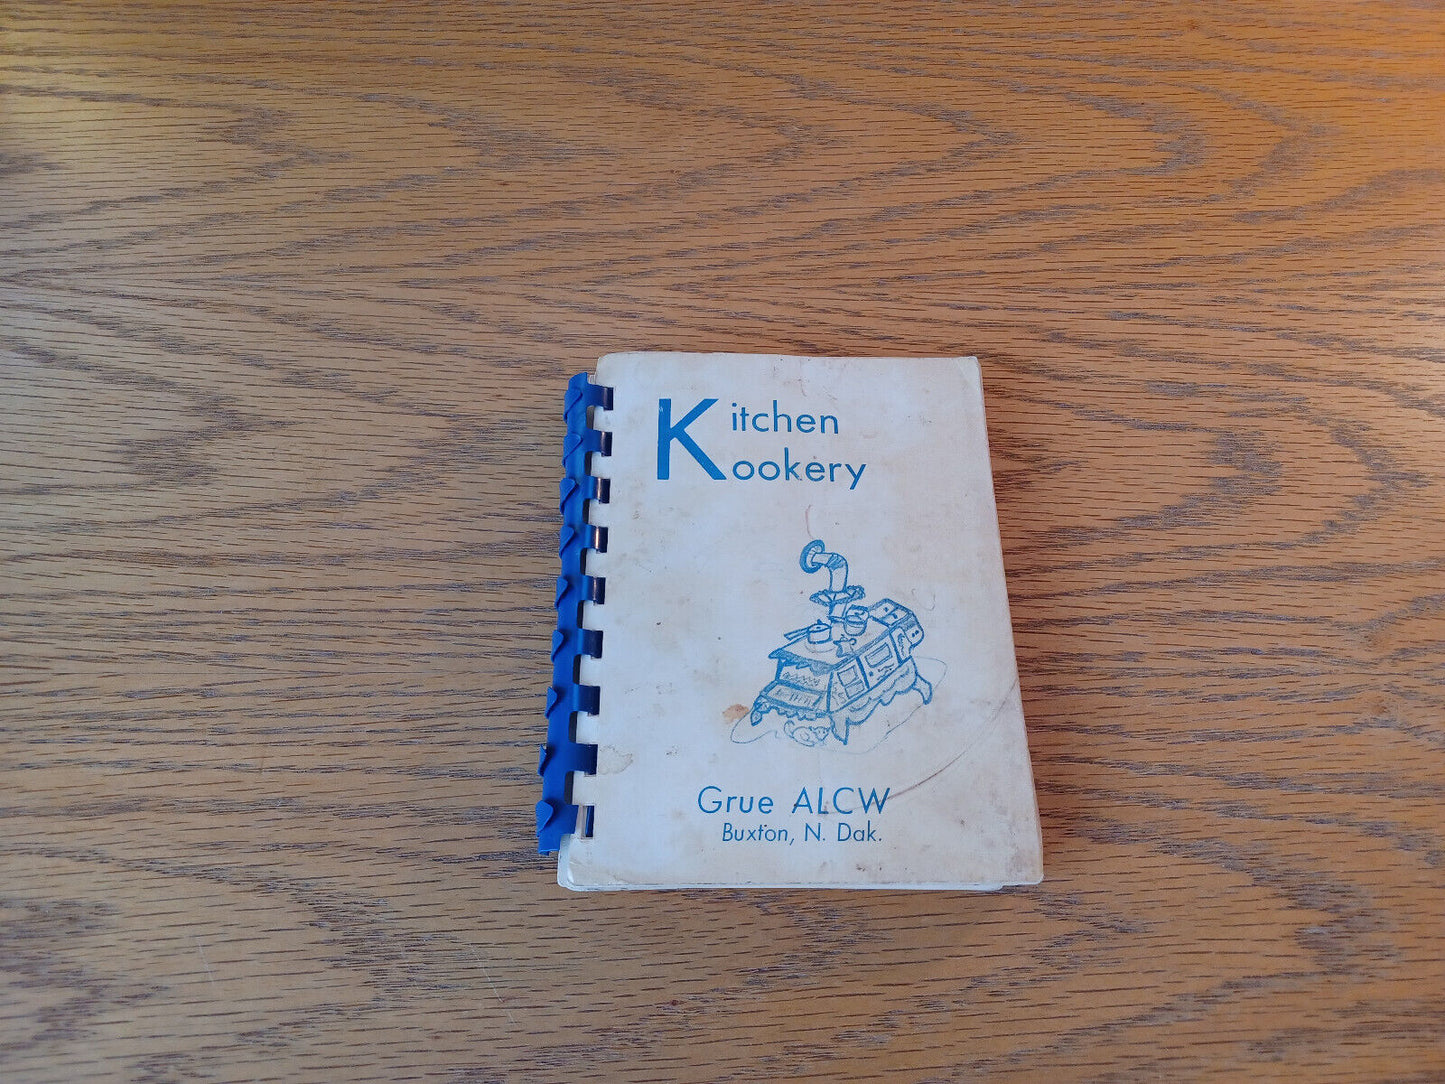 Kitchen
Kookery
Grue ALCW
Buxton, N. Dak.